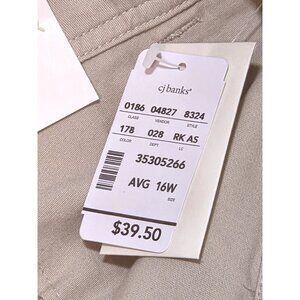 cj banks®
0186 04827 8324
CLASS VENDOR STYLE
178 028 RK AS
COLOR DEPT LC
35305266
AVG 16W
SIZE
$39.50